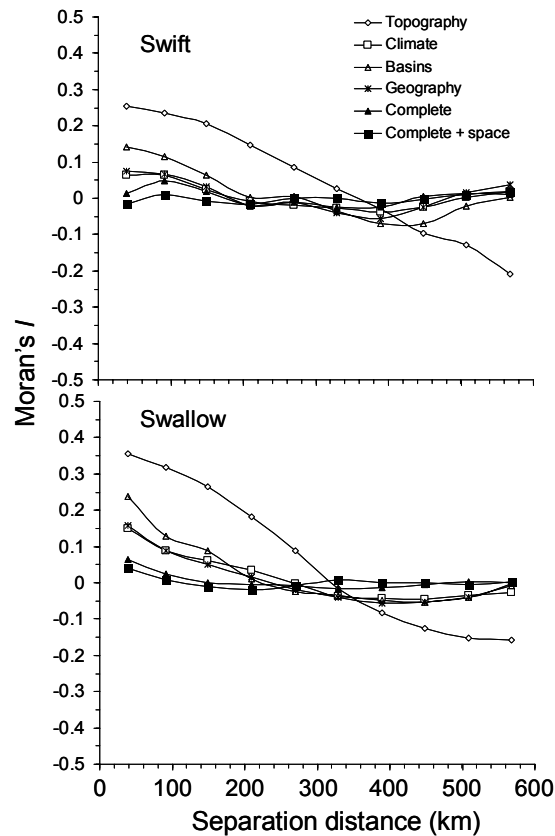 0.5
0.4
0.3
0.2
0.1
0
-0.1
-0.2
-0.3
-0.4
-0.5
Swift
Topography
Climate
Basins
Geography
Complete
Complete + space
Moran's I
0.5
0.4
0.3
0.2
0.1
0
-0.1
-0.2
-0.3
-0.4
-0.5
Swallow
0 100 200 300 400 500 600
Separation distance (km)